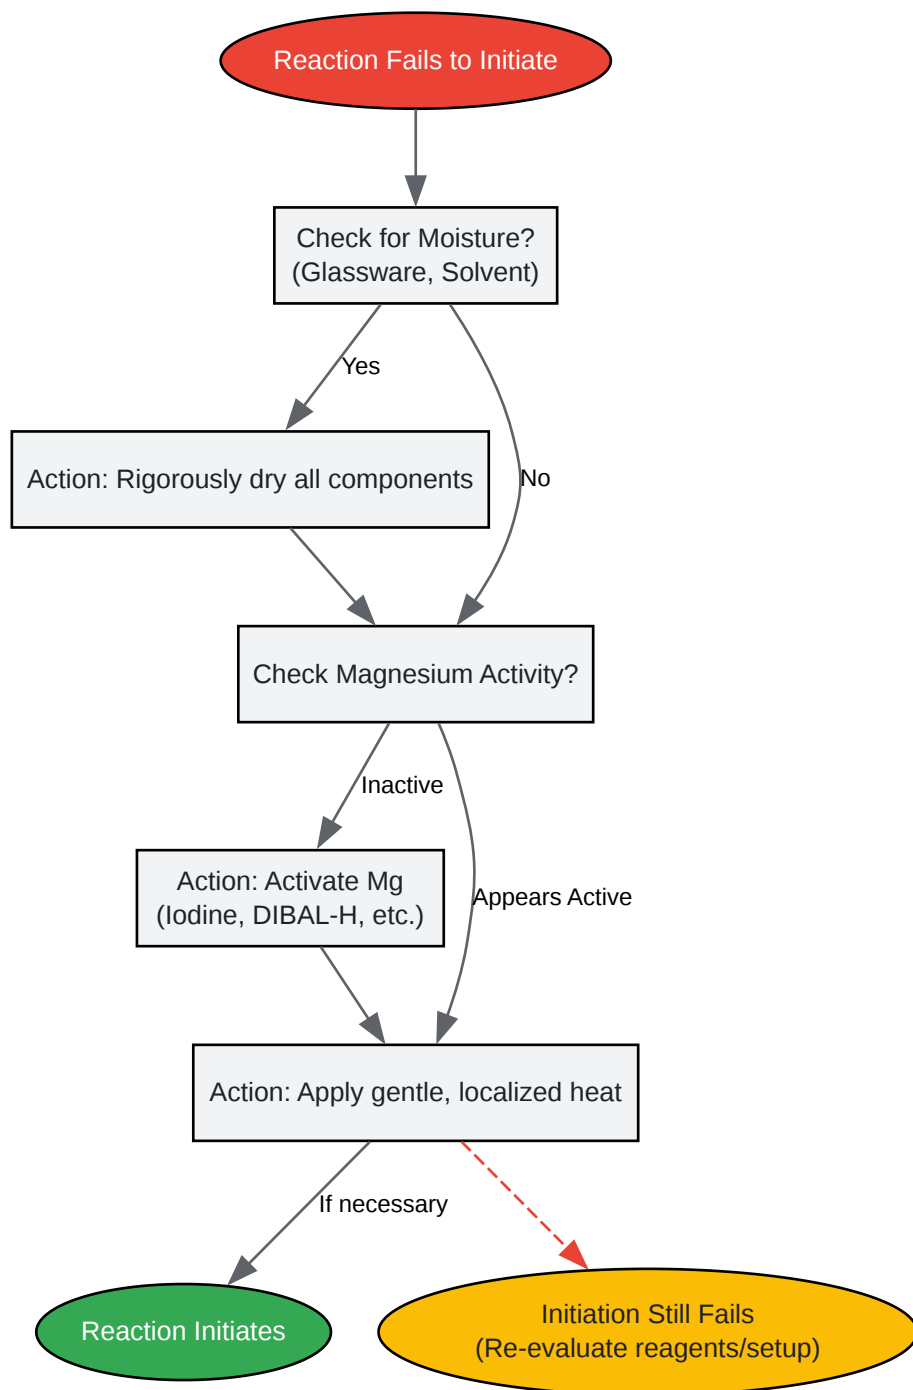 Reaction Fails to Initiate
Check for Moisture?
(Glassware, Solvent)
Yes
Action: Rigorously dry all components
No
Check Magnesium Activity?
Inactive
Action: Activate Mg
(Iodine, DIBAL-H, etc.)
Appears Active
Action: Apply gentle, localized heat
If necessary
Reaction Initiates
Initiation Still Fails
(Re-evaluate reagents/setup)